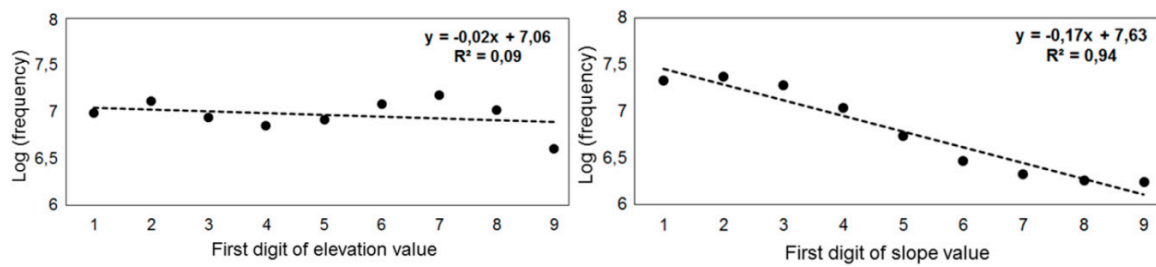 8
7,5
7
6,5
6
Log (frequency)
y = -0,02x + 7,06
R² = 0,09
1 2 3 4 5 6 7 8 9
First digit of elevation value
8
7,5
7
6,5
6
Log (frequency)
y = -0,17x + 7,63
R² = 0,94
1 2 3 4 5 6 7 8 9
First digit of slope value